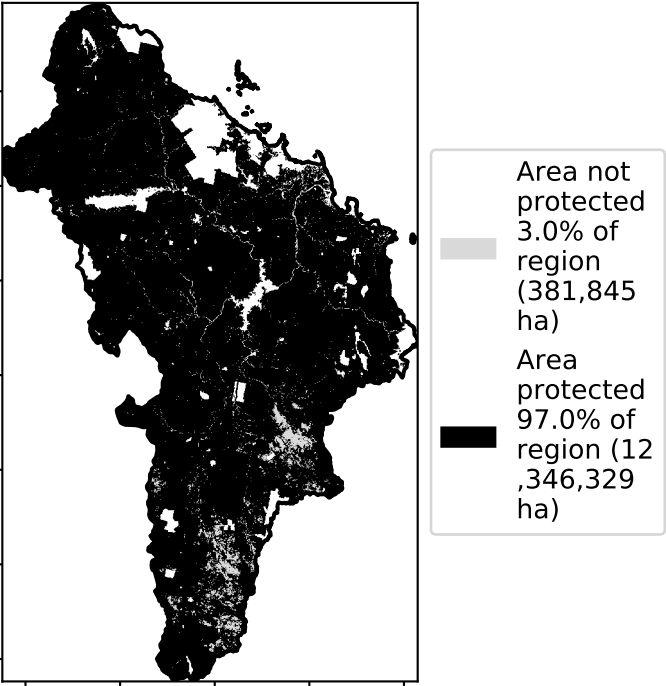 Area not
protected
3.0% of
region
(381,845
ha)
Area
protected
97.0% of
region (12
,346,329
ha)